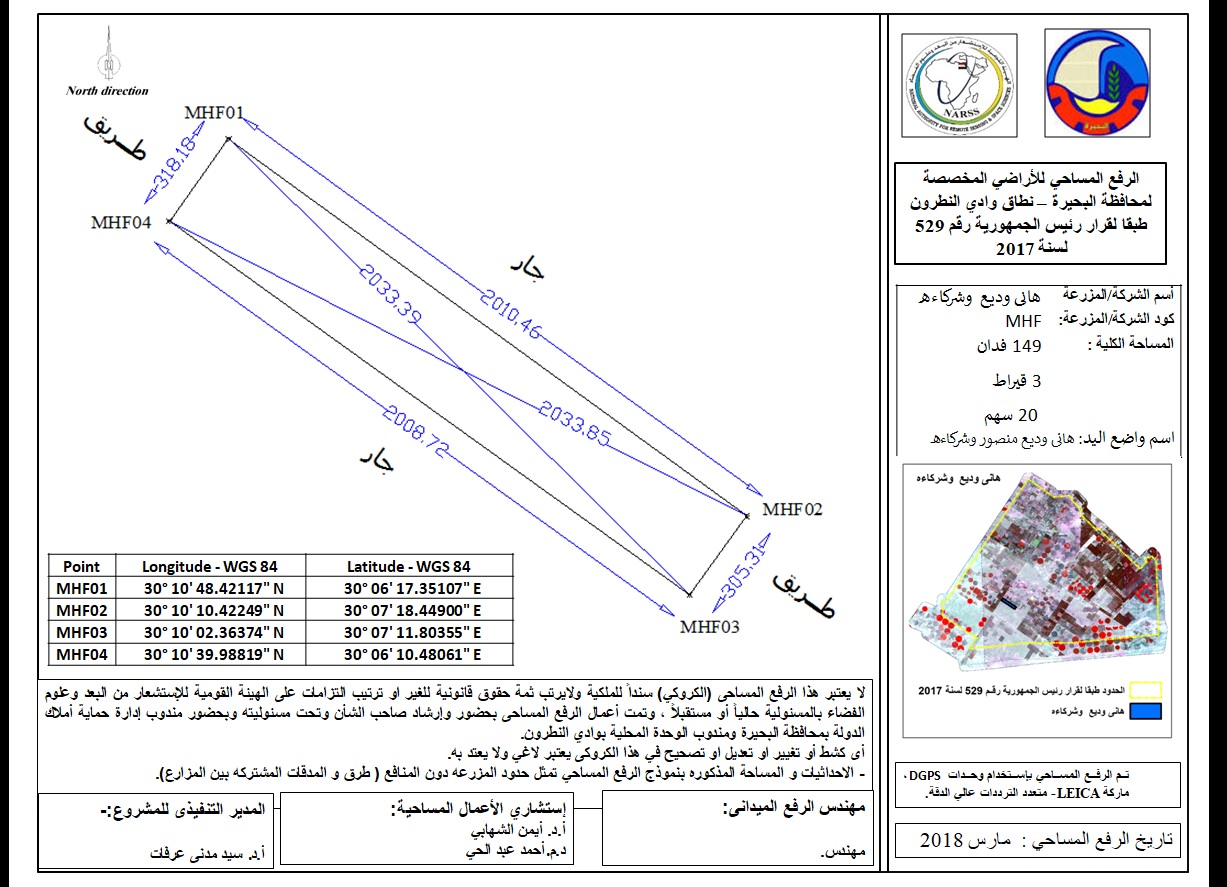 North direction
MHF01
طريق
318.18
MHF04
جار
2033.39
2010.46
2033.85
2008.72
جار
MHF02
305.31
طريق
MHF03
Point Longitude - WGS 84 Latitude - WGS 84
MHF01 30° 10' 48.42117" N 30° 06' 17.35107" E
MHF02 30° 10' 10.42249" N 30° 07' 18.44900" E
MHF03 30° 10' 02.36374" N 30° 07' 11.80355" E
MHF04 30° 10' 39.98819" N 30° 06' 10.48061" E
لا يعتبر هذا الرفع المساحى (الكروكي) سنداً للملكية ولايرتب ثمة حقوق قانونية للغير او ترتيب التزامات على الهيئة القومية للإستشعار من البعد وعلوم
الفضاء بالمسئولية حالياً أو مستقبلاً ، وتمت أعمال الرفع المساحى بحضور وإرشاد صاحب الشأن وتحت مسئوليته وبحضور مندوب إدارة حماية أملاك
الدولة بمحافظة البحيرة ومندوب الوحدة المحلية بوادي النطرون.
أى كشط أو تغيير او تعديل او تصحيح في هذا الكروكى يعتبر لاغي ولا يعتد به.
- الاحداثيات و المساحة المذكوره بنموذج الرفع المساحي تمثل حدود المزرعه دون المنافع ( طرق و المدقات المشتركه بين المزارع).
مهندس الرفع الميدانى:
مهندس.
إستشاري الأعمال المساحية:
أ.د. أيمن الشهابي
د.م.أحمد عبد الحي
المدير التنفيذى للمشروع:-
أ.د. سيد مدنى عرفات
NARSS
NATIONAL AUTHORITY FOR REMOTE SENSING & SPACE SCIENCES
البحيرة
الرفع المساحي للأراضي المخصصة
لمحافظة البحيرة – نطاق وادي النطرون
طبقا لقرار رئيس الجمهورية رقم 529
لسنة 2017
أسم الشركة/المزرعة هانى وديع وشركاءه
كود الشركة/المزرعة: MHF
المساحة الكلية : 149 فدان
3 قيراط
20 سهم
اسم واضع اليد: هانى وديع منصور وشركاءه
هانى وديع وشركاءه
الحدود طبقا لقرار رئيس الجمهورية رقم 529 لسنة 2017
هانى وديع وشركاءه
تم الرفع المساحي بإستخدام وحدات DGPS ،
ماركة LEICA- متعدد الترددات عالي الدقة.
تاريخ الرفع المساحي : مارس 2018